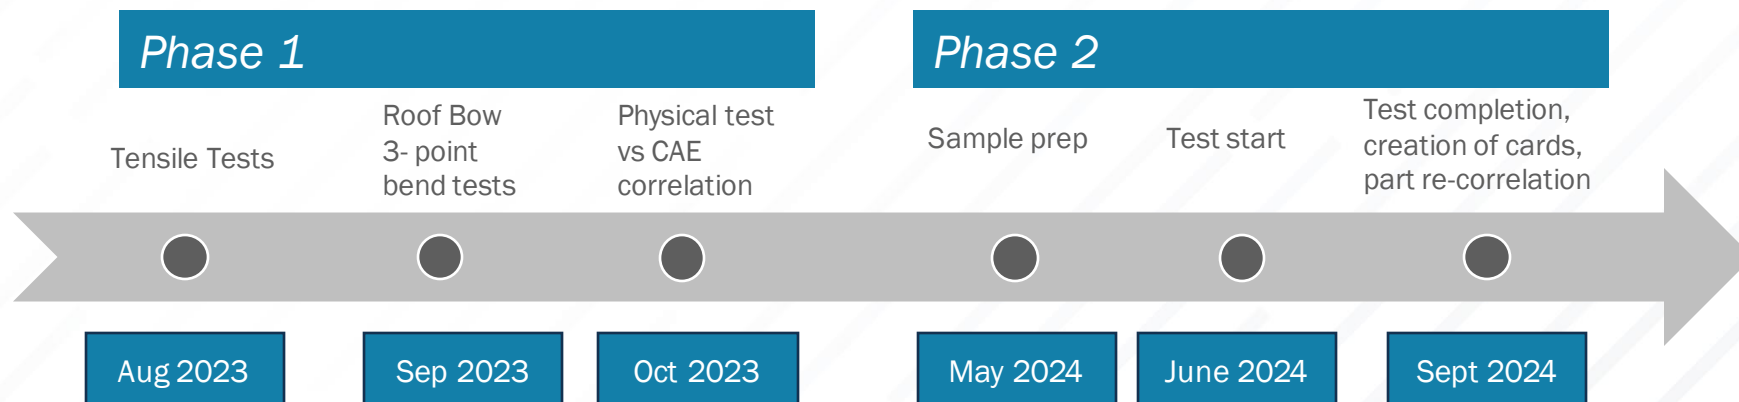 Phase 1
Phase 2
Tensile Tests
Roof Bow
3- point
bend tests
Physical test
vs CAE
correlation
Sample prep
Test start
Test completion,
creation of cards,
part re-correlation
Aug 2023
Sep 2023
Oct 2023
May 2024
June 2024
Sept 2024